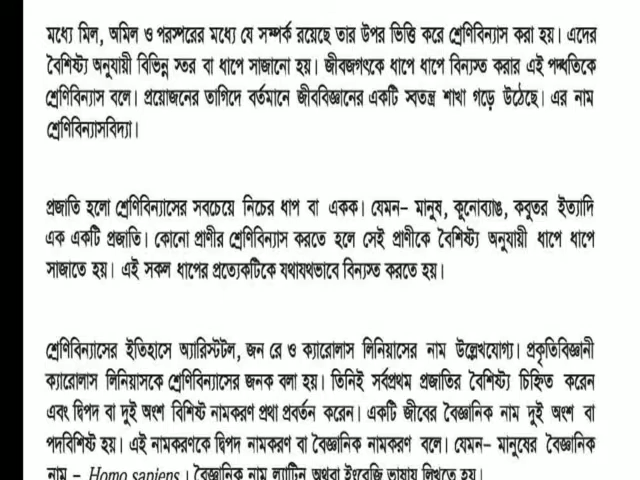 মধ্যে মিল, অমিল ও পরস্পরের মধ্যে যে সম্পর্ক রয়েছে তার উপর ভিত্তি করে শ্রেণিবিন্যাস করা হয়। এদের
বৈশিষ্ট্য অনুযায়ী বিভিন্ন স্তর বা ধাপে সাজানো হয়। জীবজগৎকে ধাপে ধাপে বিন্যস্ত করার এই পদ্ধতিকে
শ্রেণিবিন্যাস বলে। প্রয়োজনের তাগিদে বর্তমানে জীববিজ্ঞানের একটি স্বতন্ত্র শাখা গড়ে উঠেছে। এর নাম
শ্রেণিবিন্যাসবিদ্যা।
প্রজাতি হলো শ্রেণিবিন্যাসের সবচেয়ে নিচের ধাপ বা একক। যেমন– মানুষ, কুনোব্যাঙ, কবুতর ইত্যাদি
এক একটি প্রজাতি। কোনো প্রাণীর শ্রেণিবিন্যাস করতে হলে সেই প্রাণীকে বৈশিষ্ট্য অনুযায়ী ধাপে ধাপে
সাজাতে হয়। এই সকল ধাপের প্রত্যেকটিকে যথাযথভাবে বিন্যস্ত করতে হয়।
শ্রেণিবিন্যাসের ইতিহাসে অ্যারিস্টটল, জন রে ও ক্যারোলাস লিনিয়াসের নাম উল্লেখযোগ্য। প্রকৃতিবিজ্ঞানী
ক্যারোলাস লিনিয়াসকে শ্রেণিবিন্যাসের জনক বলা হয়। তিনিই সর্বপ্রথম প্রজাতির বৈশিষ্ট্য চিহ্নিত করেন
এবং দ্বিপদ বা দুই অংশ বিশিষ্ট নামকরণ প্রথা প্রবর্তন করেন। একটি জীবের বৈজ্ঞানিক নাম দুই অংশ বা
পদবিশিষ্ট হয়। এই নামকরণকে দ্বিপদ নামকরণ বা বৈজ্ঞানিক নামকরণ বলে। যেমন– মানুষের বৈজ্ঞানিক
নাম – Homo sapiens। বৈজ্ঞানিক নাম ল্যাটিন অথবা ইংরেজি ভাষায় লিখতে হয়।